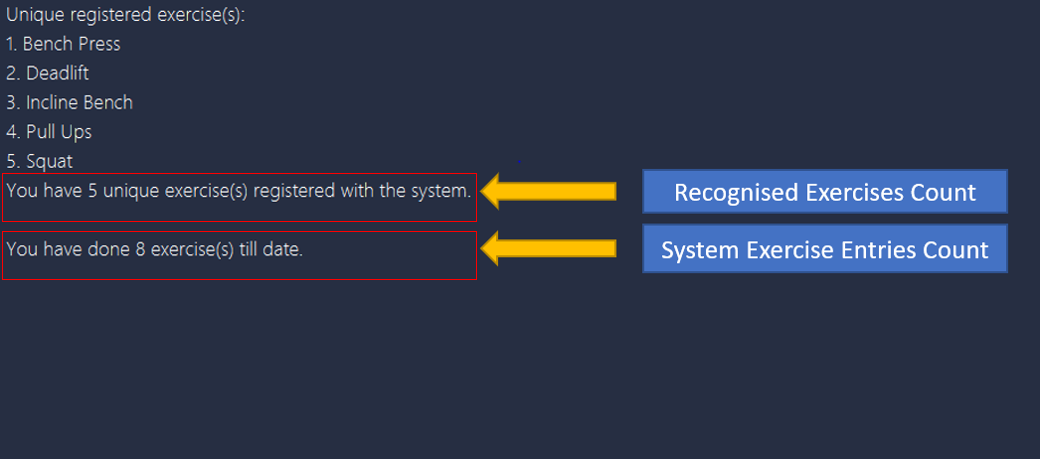 Unique registered exercise(s):
1. Bench Press
2. Deadlift
3. Incline Bench
4. Pull Ups
5. Squat
You have 5 unique exercise(s) registered with the system.
Recognised Exercises Count
You have done 8 exercise(s) till date.
System Exercise Entries Count